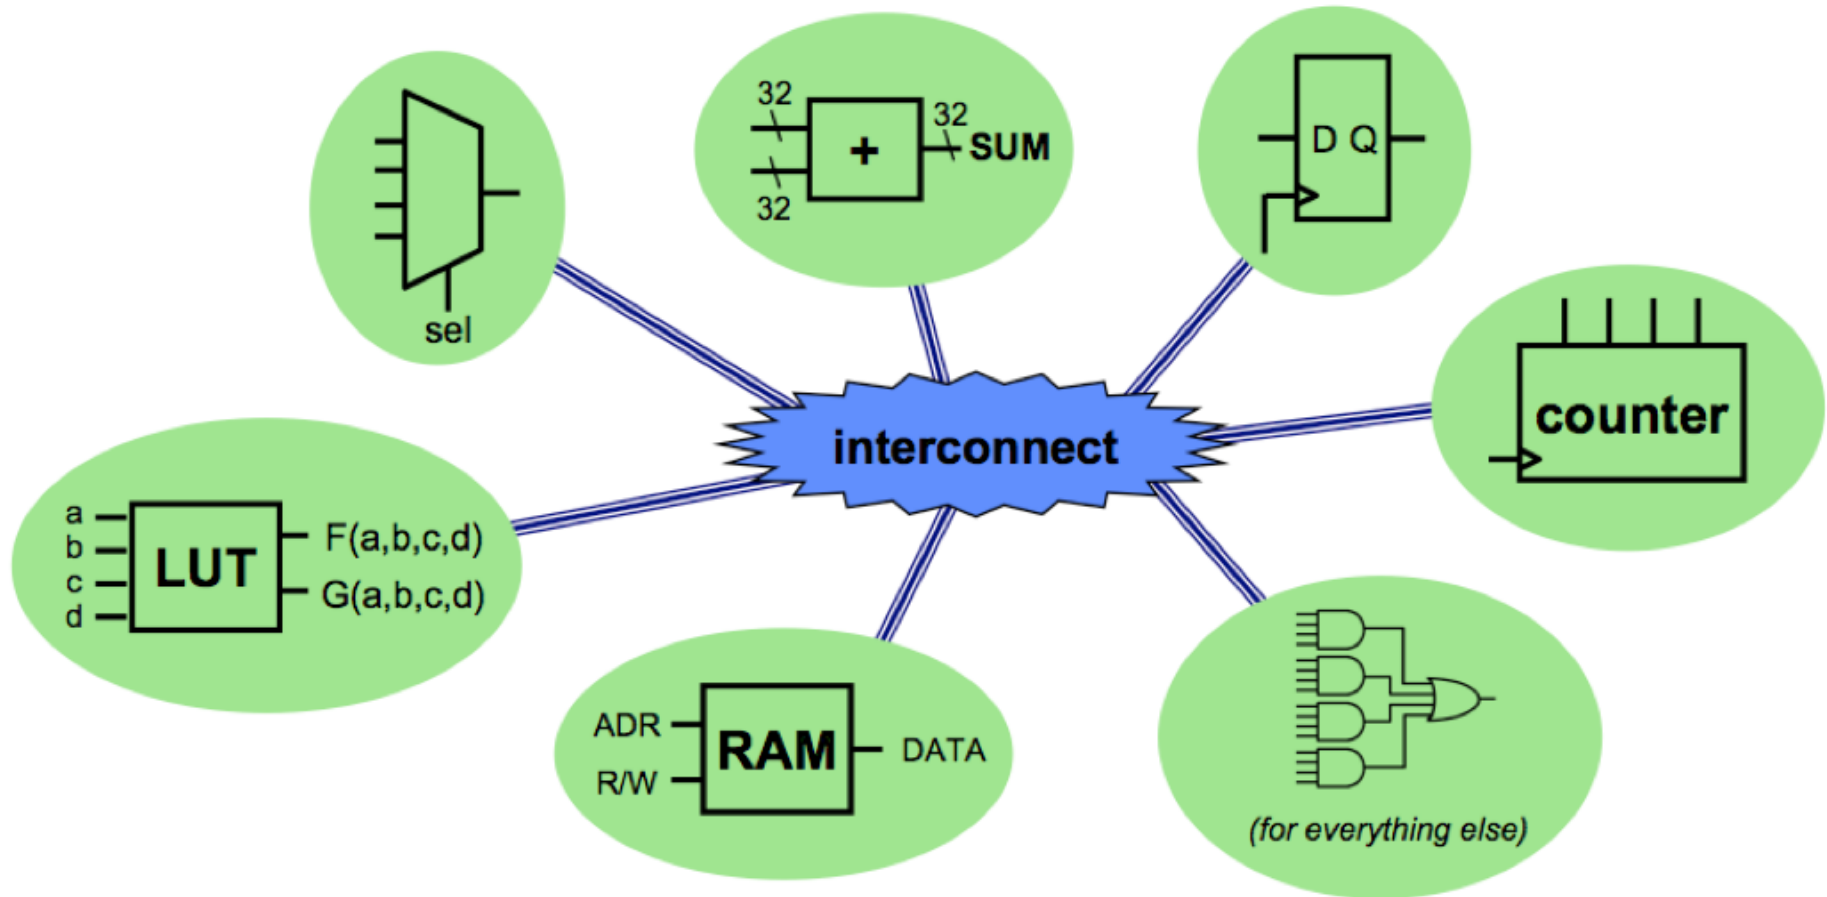 sel
32
32
+
32
SUM
D Q
counter
interconnect
a
b
c
d
LUT
F(a,b,c,d)
G(a,b,c,d)
ADR
R/W
RAM
DATA
(for everything else)